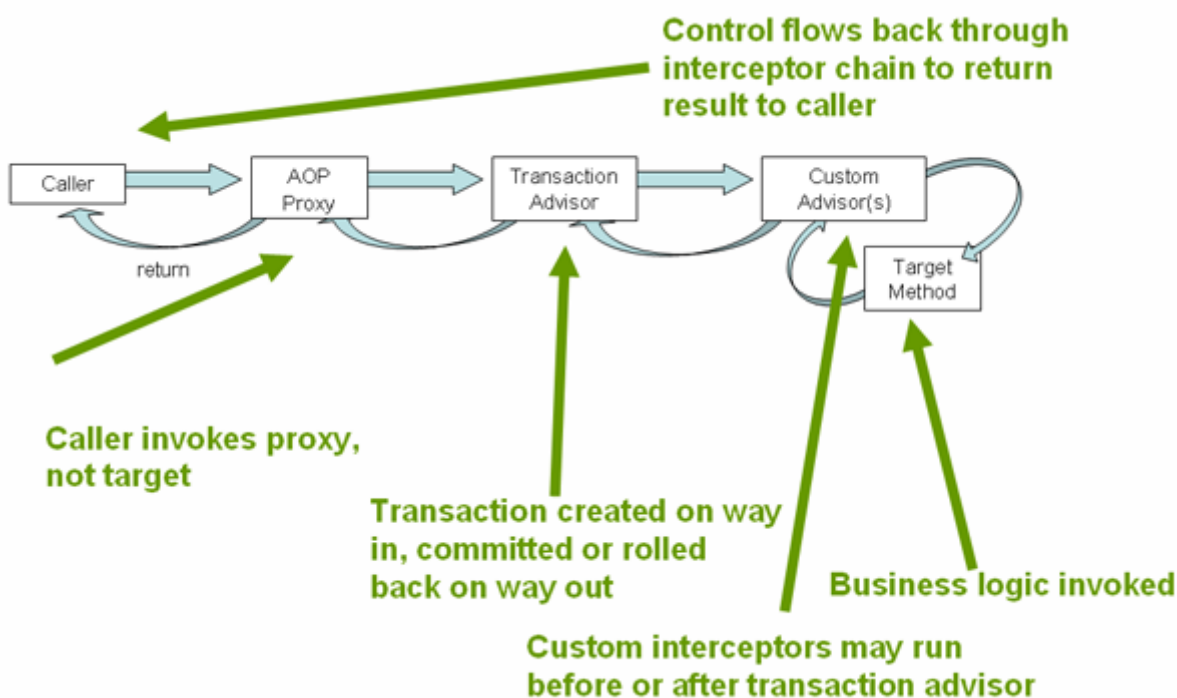 Control flows back through
interceptor chain to return
result to caller
Caller
AOP
Proxy
Transaction
Advisor
Custom
Advisor(s)
return
Target
Method
Caller invokes proxy,
not target
Transaction created on way
in, committed or rolled
back on way out
Business logic invoked
Custom interceptors may run
before or after transaction advisor